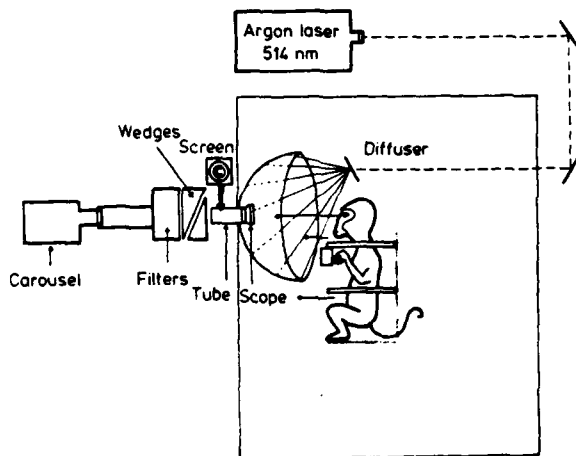 Argon laser
514 nm
Wedges
Screen
Diffuser
Carousel
Filters
Tube
Scope